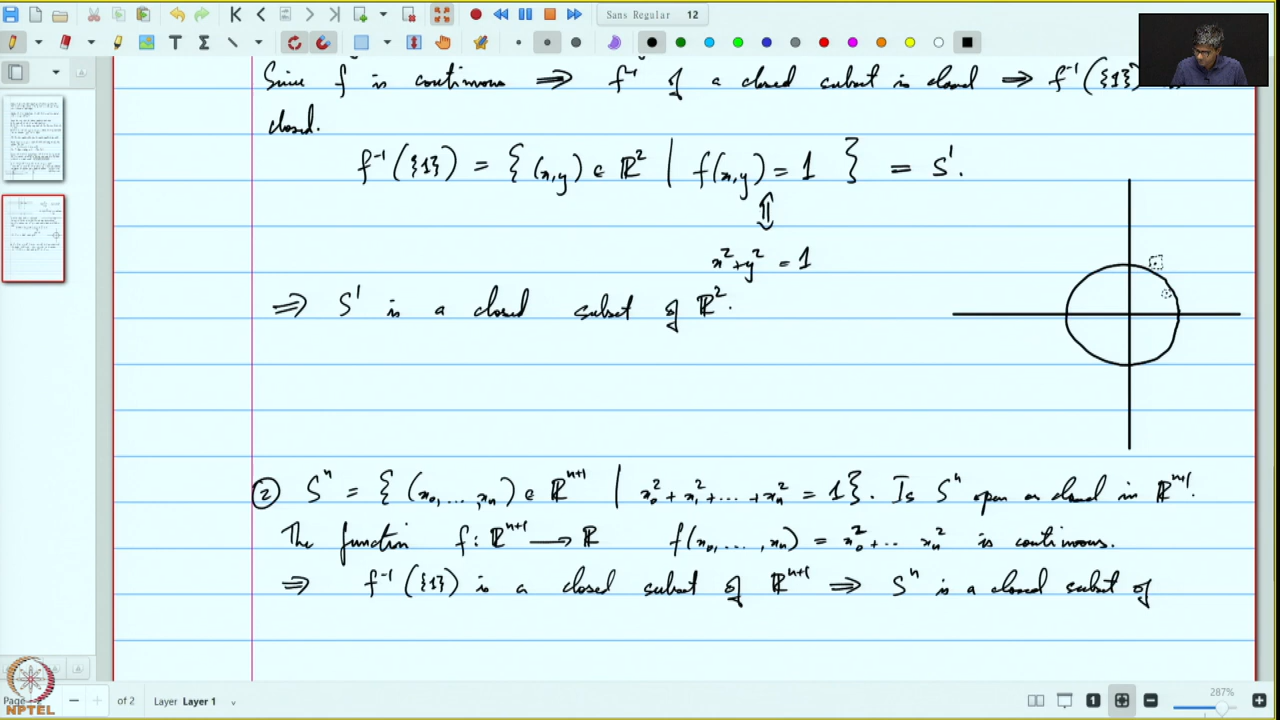 Sans Regular 12
Since f is continuous ⟹ f⁻¹ of a closed subset is closed ⟹ f⁻¹({1}) is
closed.
f⁻¹({1}) = { (x,y) ∈ ℝ² | f(x,y) = 1 } = S¹.
⇕
x²+y² = 1
⟹ S¹ is a closed subset of ℝ².
② Sⁿ = { (x₀,...,xₙ) ∈ ℝⁿ⁺¹ | x₀² + x₁² + ... + xₙ² = 1}. Is Sⁿ open or closed in ℝⁿ⁺¹.
The function f: ℝⁿ⁺¹ ⟶ ℝ f(x₀,...,xₙ) = x₀² + ... xₙ² is continuous.
⟹ f⁻¹({1}) is a closed subset of ℝⁿ⁺¹ ⟹ Sⁿ is a closed subset of
NPTEL
of 2 Layer Layer 1 1 287%